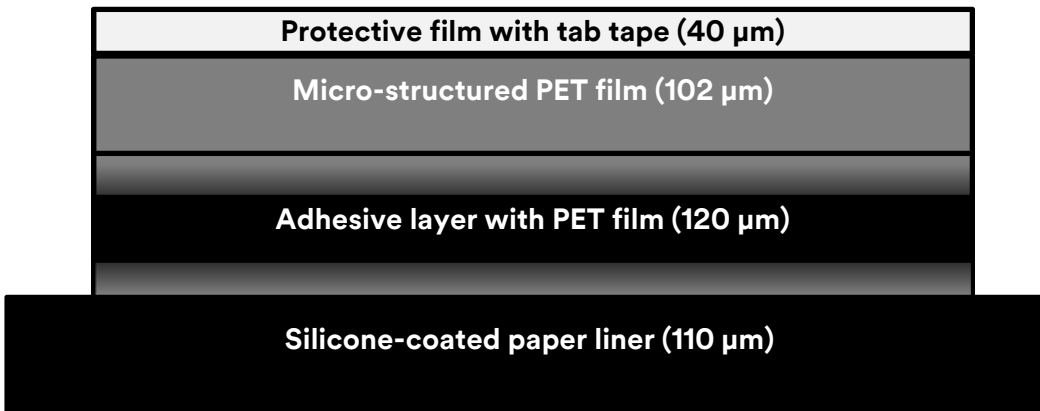 Protective film with tab tape (40 µm)
Micro-structured PET film (102 µm)
Adhesive layer with PET film (120 µm)
Silicone-coated paper liner (110 µm)